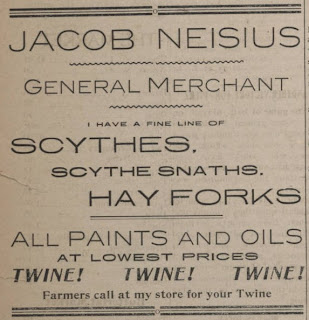 JACOB NEISIUS
GENERAL MERCHANT
I HAVE A FINE LINE OF
SCYTHES,
SCYTHE SNATHS.
HAY FORKS
ALL PAINTS AND OILS
AT LOWEST PRICES
TWINE! TWINE! TWINE!
Farmers call at my store for your Twine